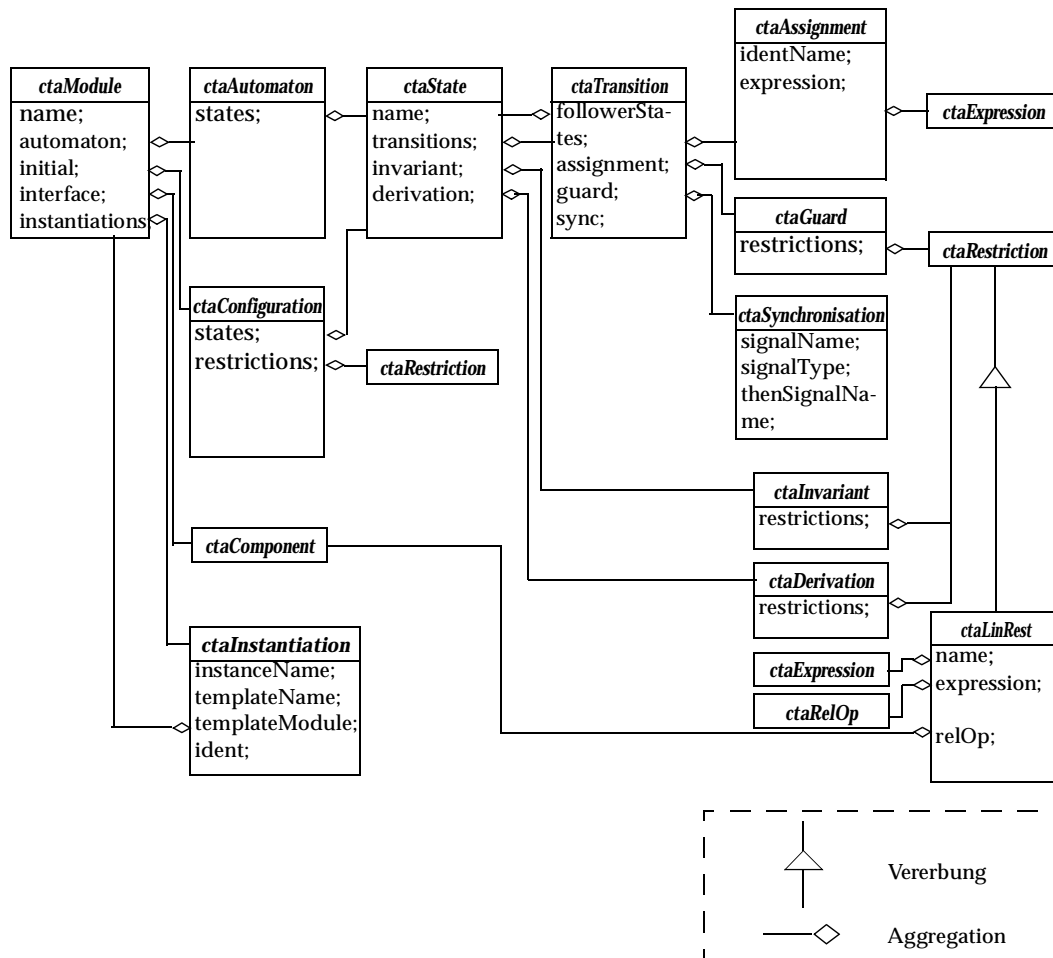 ctaModule
name;
automaton;
initial;
interface;
instantiations;
ctaAutomaton
states;
ctaState
name;
transitions;
invariant;
derivation;
ctaTransition
followerSta-
tes;
assignment;
guard;
sync;
ctaAssignment
identName;
expression;
ctaExpression
ctaGuard
restrictions;
ctaRestriction
ctaConfiguration
states;
restrictions;
ctaRestriction
ctaSynchronisation
signalName;
signalType;
thenSignalNa-
me;
ctaInvariant
restrictions;
ctaComponent
ctaDerivation
restrictions;
ctaInstantiation
instanceName;
templateName;
templateModule;
ident;
ctaExpression
ctaRelOp
ctaLinRest
name;
expression;
relOp;
Vererbung
Aggregation